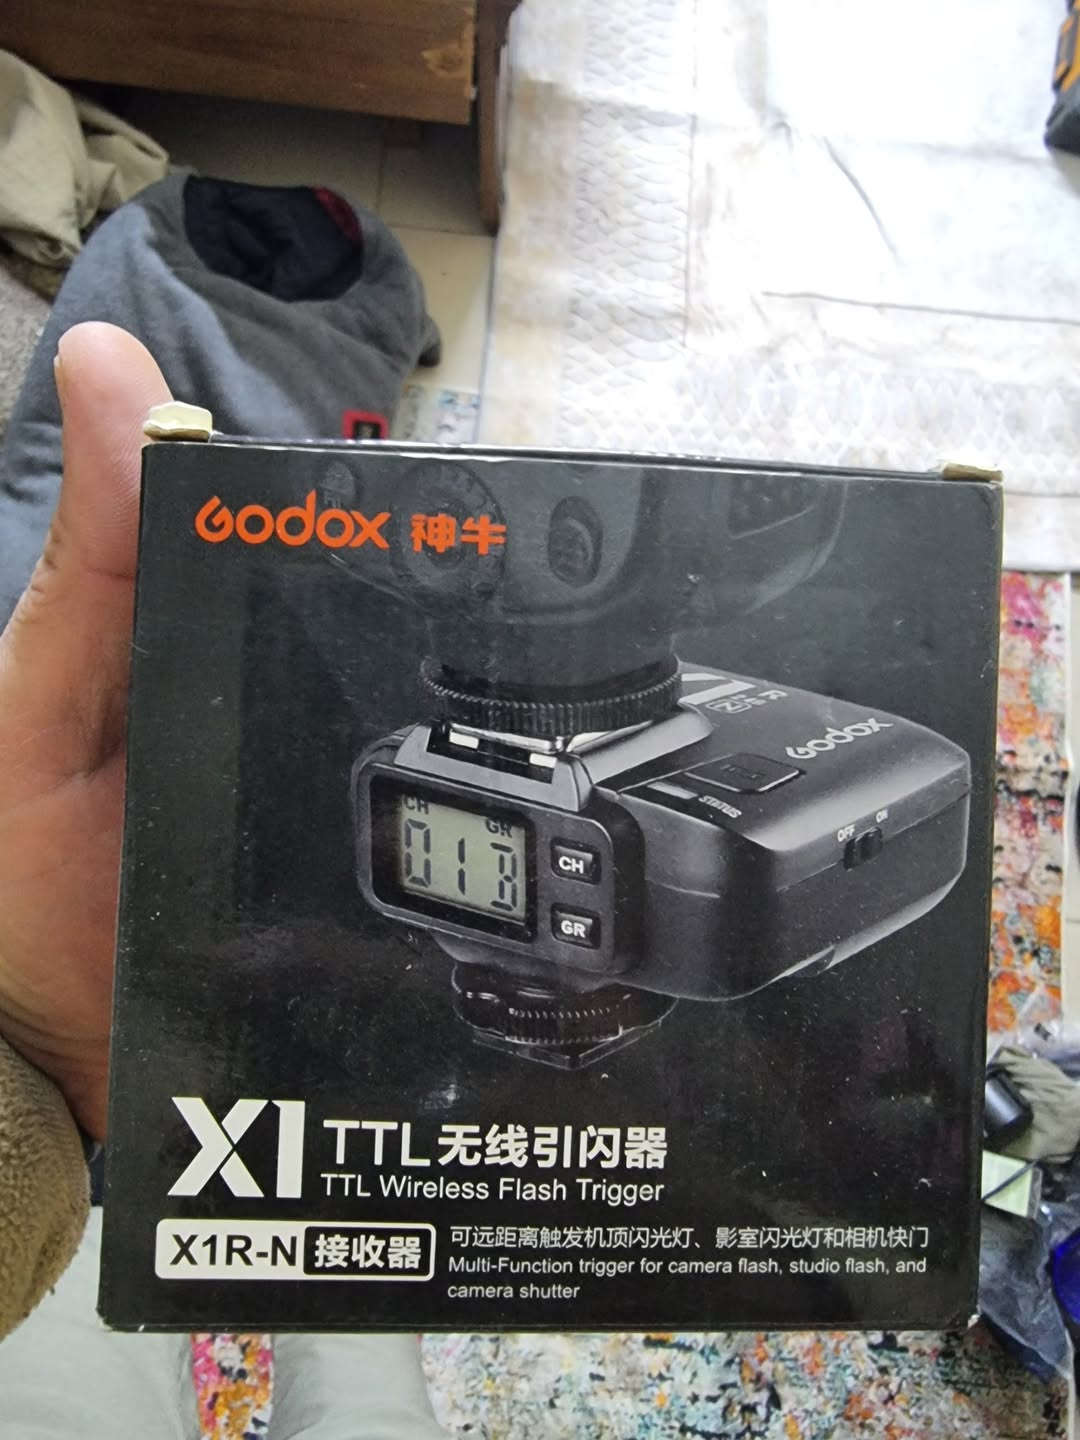 Godox 神牛
Godox
STATUS
OFF ON
CH GR
01 B
CH
GR
X1 TTL无线引闪器
TTL Wireless Flash Trigger
X1R-N 接收器
可远距离触发机顶闪光灯、影室闪光灯和相机快门
Multi-Function trigger for camera flash, studio flash, and
camera shutter